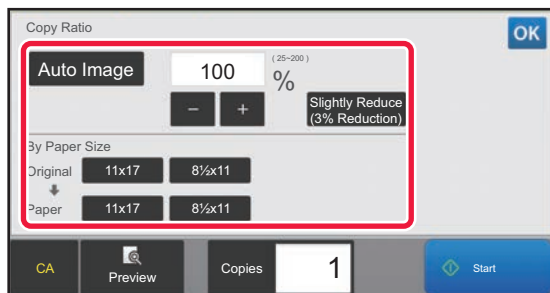 Copy Ratio
OK
Auto Image
100
(25~200)
%
−
+
Slightly Reduce
(3% Reduction)
By Paper Size
Original
11x17
8½x11
Paper
11x17
8½x11
CA
Preview
Copies
1
Start